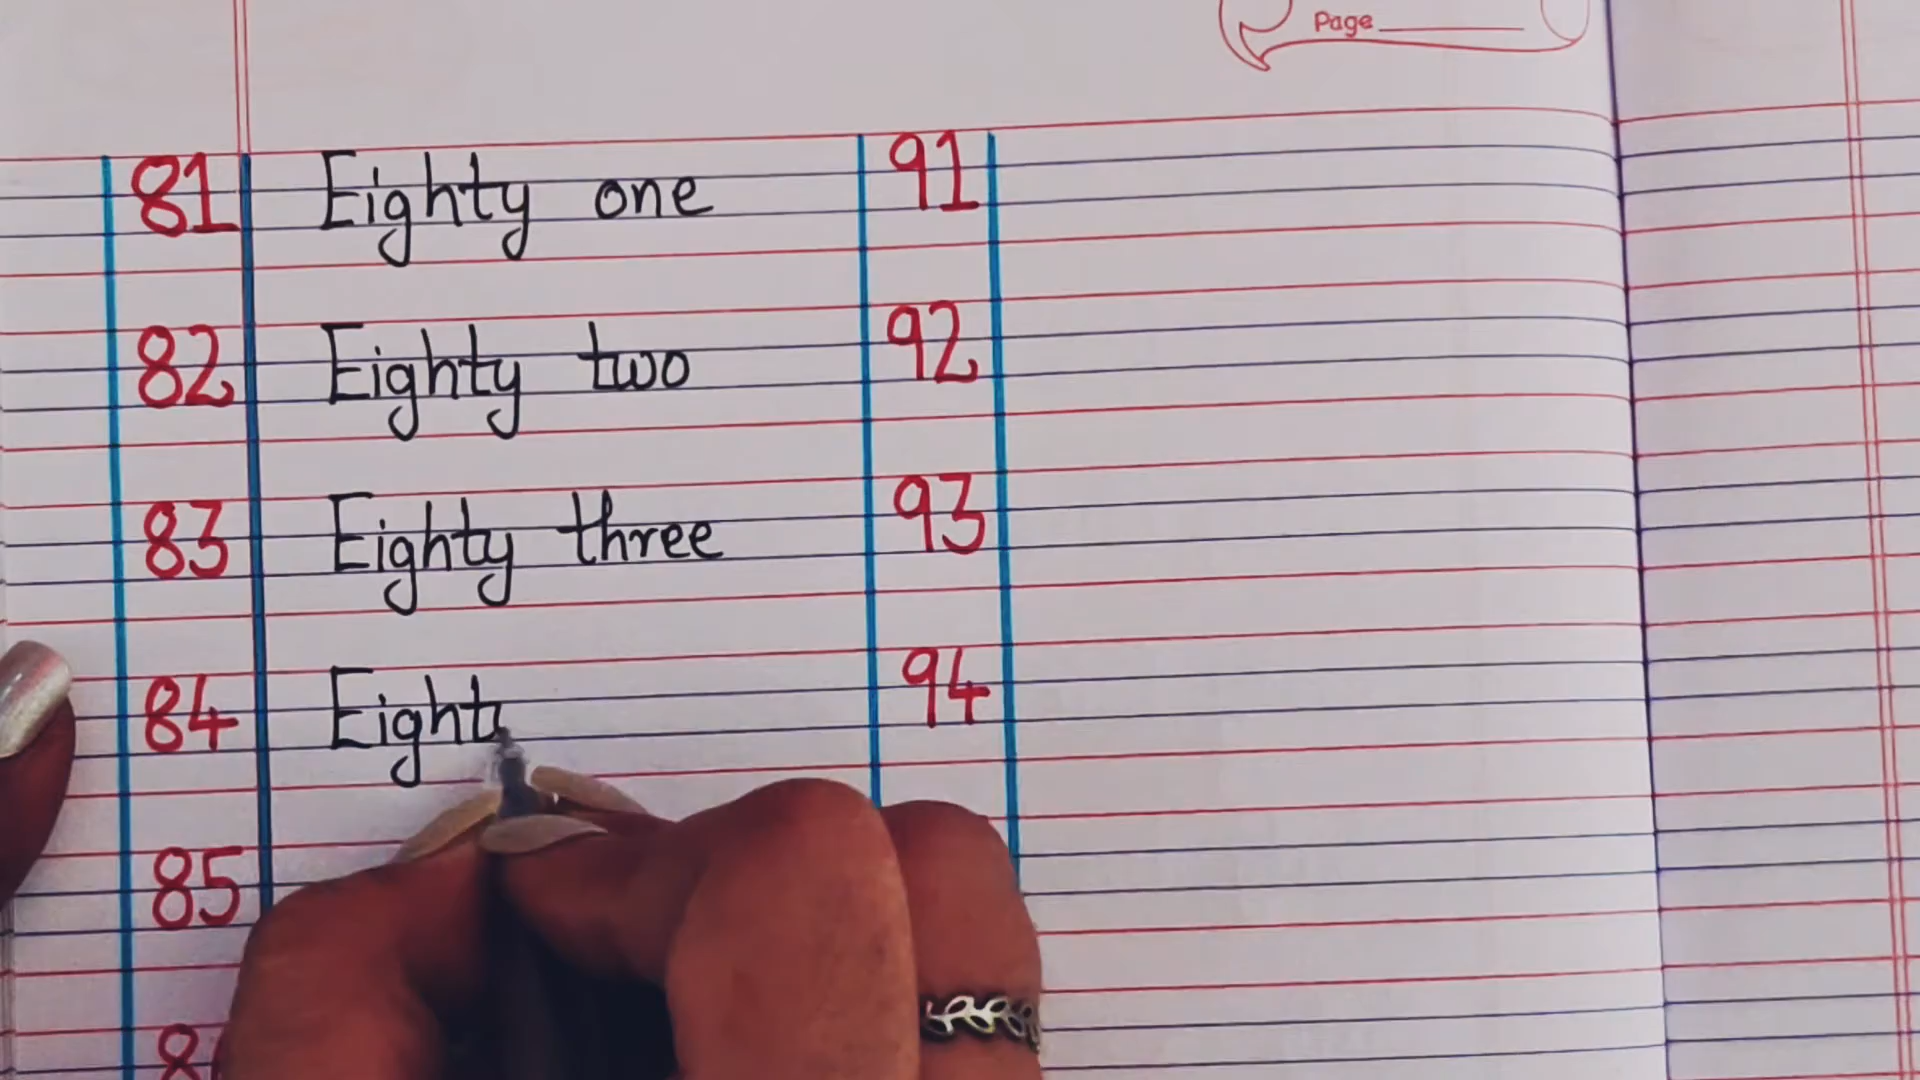 Page
81 Eighty one 91
82 Eighty two 92
83 Eighty three 93
84 Eight 94
85